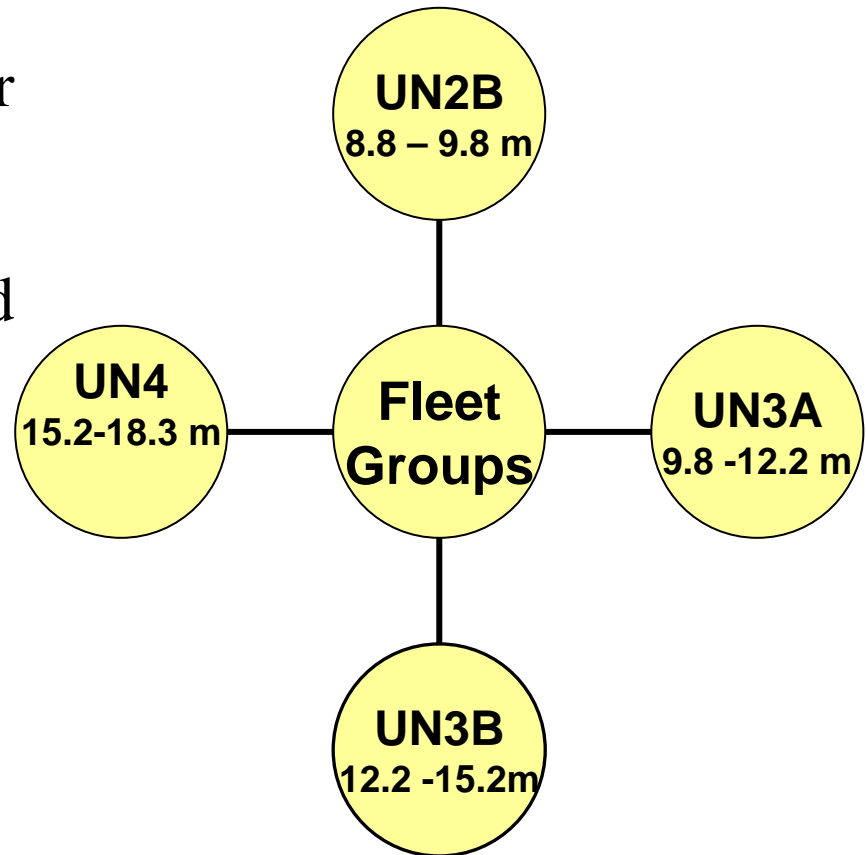 r
d
UN2B
8.8 – 9.8 m
UN4
15.2-18.3 m
Fleet
Groups
UN3A
9.8 -12.2 m
UN3B
12.2 -15.2m